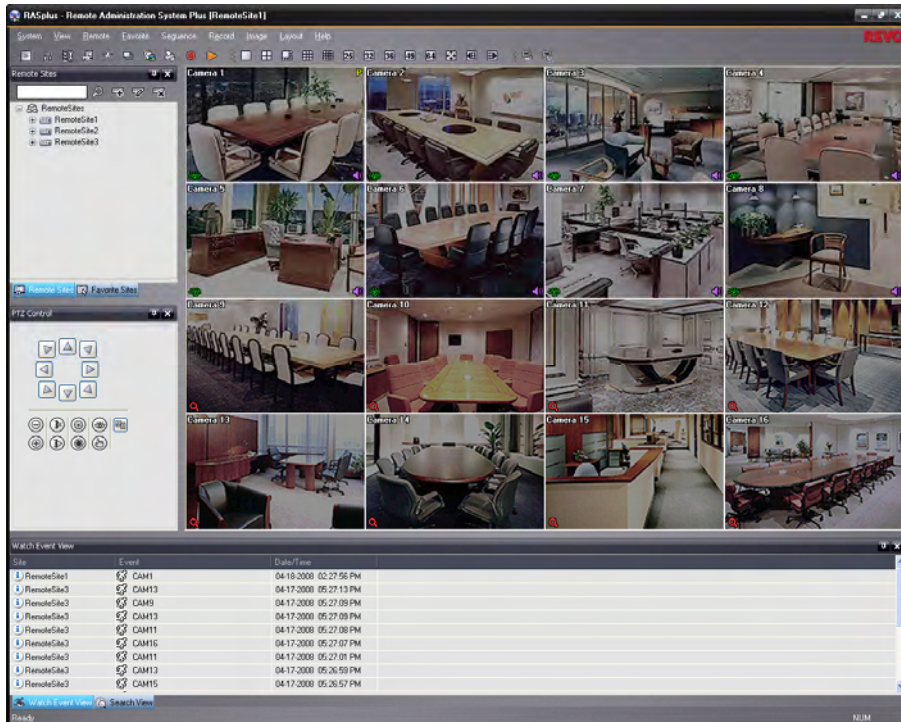 RASplus - Remote Administration System Plus [RemoteSite1]
System View Remote Favorite Sequence Record Image Layout Help
REVO
25 32 36 49 64
Remote Sites
RemoteSites
RemoteSite1
RemoteSite2
RemoteSite3
Remote Sites Favorite Sites
PTZ Control
Camera 1 P Camera 2 Camera 3 Camera 4
Camera 5 Camera 6 Camera 7 Camera 8
Camera 9 Camera 10 Camera 11 Camera 12
Camera 13 Camera 14 Camera 15 Camera 16
Watch Event View
Site Event Date/Time
RemoteSite1 CAM1 04-18-2008 02:27:56 PM
RemoteSite3 CAM13 04-17-2008 05:27:13 PM
RemoteSite3 CAM9 04-17-2008 05:27:09 PM
RemoteSite3 CAM13 04-17-2008 05:27:09 PM
RemoteSite3 CAM11 04-17-2008 05:27:08 PM
RemoteSite3 CAM16 04-17-2008 05:27:07 PM
RemoteSite3 CAM11 04-17-2008 05:27:01 PM
RemoteSite3 CAM13 04-17-2008 05:26:59 PM
RemoteSite3 CAM15 04-17-2008 05:26:57 PM
Watch Event View Search View
Ready NUM